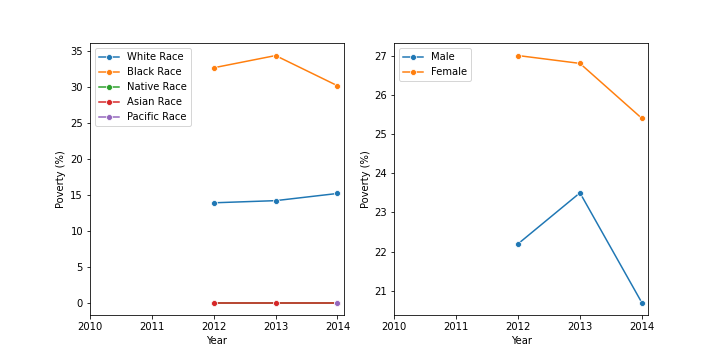 35
30
25
20
15
10
5
0
Poverty (%)
White Race
Black Race
Native Race
Asian Race
Pacific Race
2010 2011 2012 2013 2014
Year
27
26
25
24
23
22
21
Poverty (%)
Male
Female
2010 2011 2012 2013 2014
Year